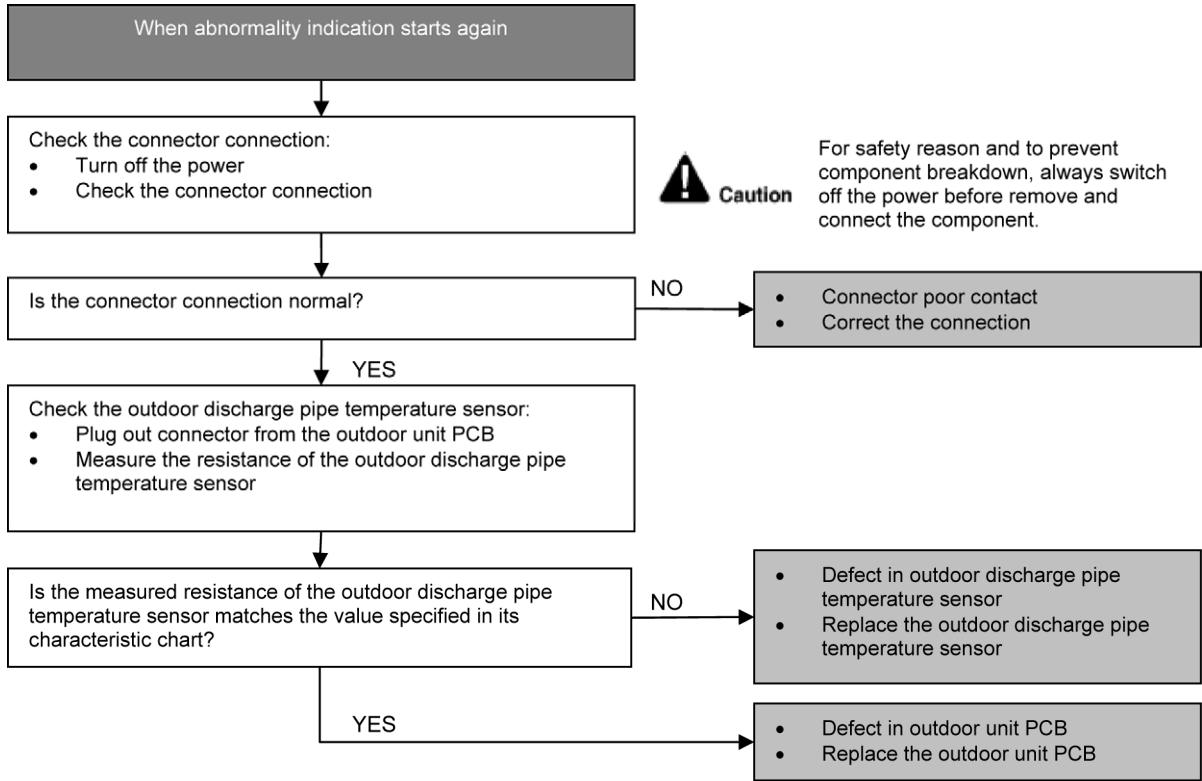 When abnormality indication starts again
Check the connector connection:
• Turn off the power
• Check the connector connection
Caution
For safety reason and to prevent
component breakdown, always switch
off the power before remove and
connect the component.
Is the connector connection normal?
NO
• Connector poor contact
• Correct the connection
YES
Check the outdoor discharge pipe temperature sensor:
• Plug out connector from the outdoor unit PCB
• Measure the resistance of the outdoor discharge pipe
temperature sensor
Is the measured resistance of the outdoor discharge pipe
temperature sensor matches the value specified in its
characteristic chart?
NO
• Defect in outdoor discharge pipe
temperature sensor
• Replace the outdoor discharge pipe
temperature sensor
YES
• Defect in outdoor unit PCB
• Replace the outdoor unit PCB